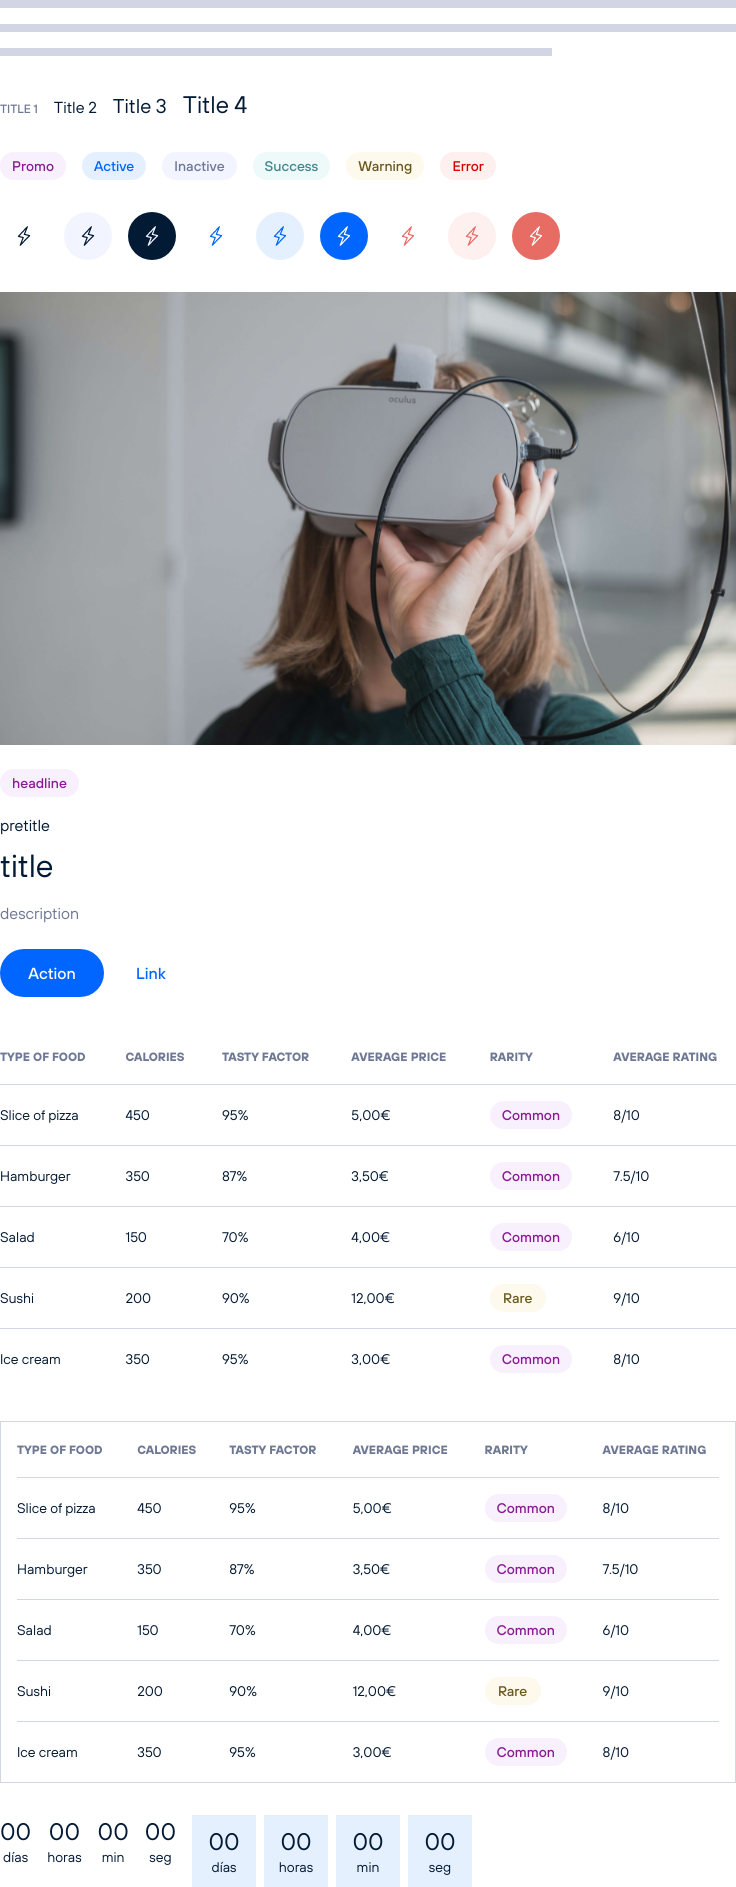 TITLE 1 Title 2 Title 3 Title 4
Promo Active Inactive Success Warning Error
oculus
headline
pretitle
title
description
Action Link
TYPE OF FOOD CALORIES TASTY FACTOR AVERAGE PRICE RARITY AVERAGE RATING
Slice of pizza 450 95% 5,00€ Common 8/10
Hamburger 350 87% 3,50€ Common 7.5/10
Salad 150 70% 4,00€ Common 6/10
Sushi 200 90% 12,00€ Rare 9/10
Ice cream 350 95% 3,00€ Common 8/10
TYPE OF FOOD CALORIES TASTY FACTOR AVERAGE PRICE RARITY AVERAGE RATING
Slice of pizza 450 95% 5,00€ Common 8/10
Hamburger 350 87% 3,50€ Common 7.5/10
Salad 150 70% 4,00€ Common 6/10
Sushi 200 90% 12,00€ Rare 9/10
Ice cream 350 95% 3,00€ Common 8/10
00 00 00 00 00 00 00 00
días horas min seg días horas min seg